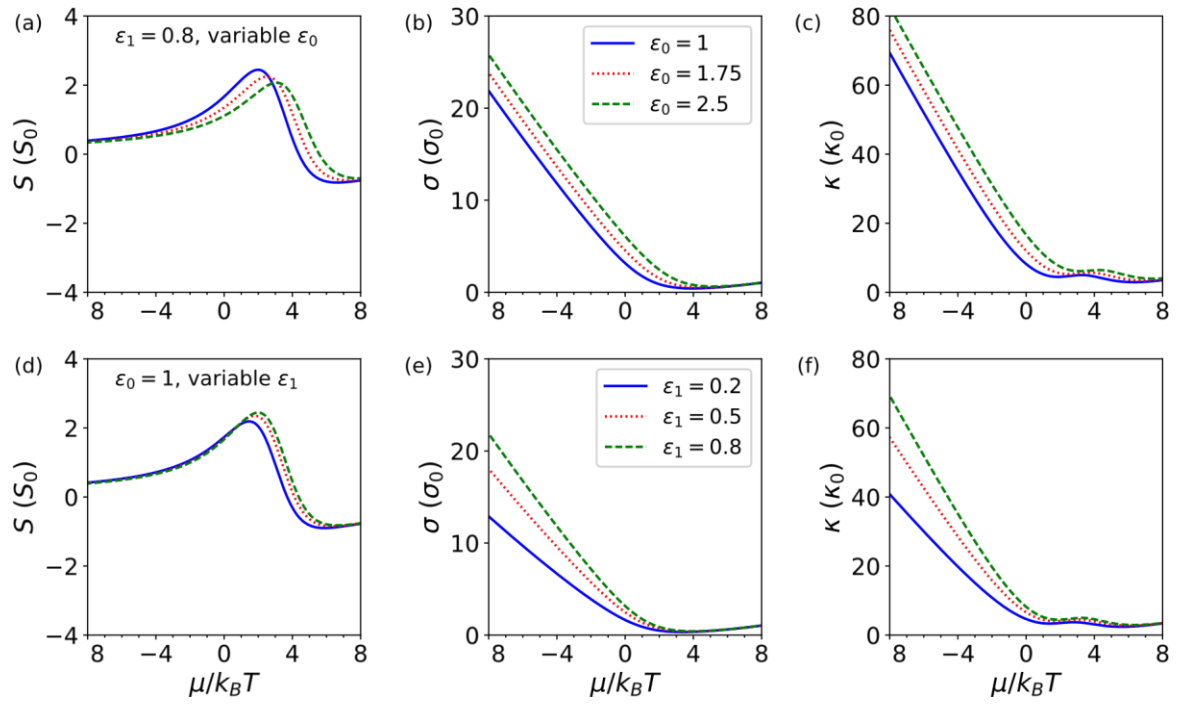 (a)
ε₁ = 0.8, variable ε₀
4
2
0
−2
−4
S (S₀)
8 −4 0 4 8
(b)
30
20
10
0
σ (σ₀)
ε₀ = 1
ε₀ = 1.75
ε₀ = 2.5
8 −4 0 4 8
(c)
80
60
40
20
0
κ (κ₀)
8 −4 0 4 8
(d)
ε₀ = 1, variable ε₁
4
2
0
−2
−4
S (S₀)
8 −4 0 4 8
μ/k_BT
(e)
30
20
10
0
σ (σ₀)
ε₁ = 0.2
ε₁ = 0.5
ε₁ = 0.8
8 −4 0 4 8
μ/k_BT
(f)
80
60
40
20
0
κ (κ₀)
8 −4 0 4 8
μ/k_BT